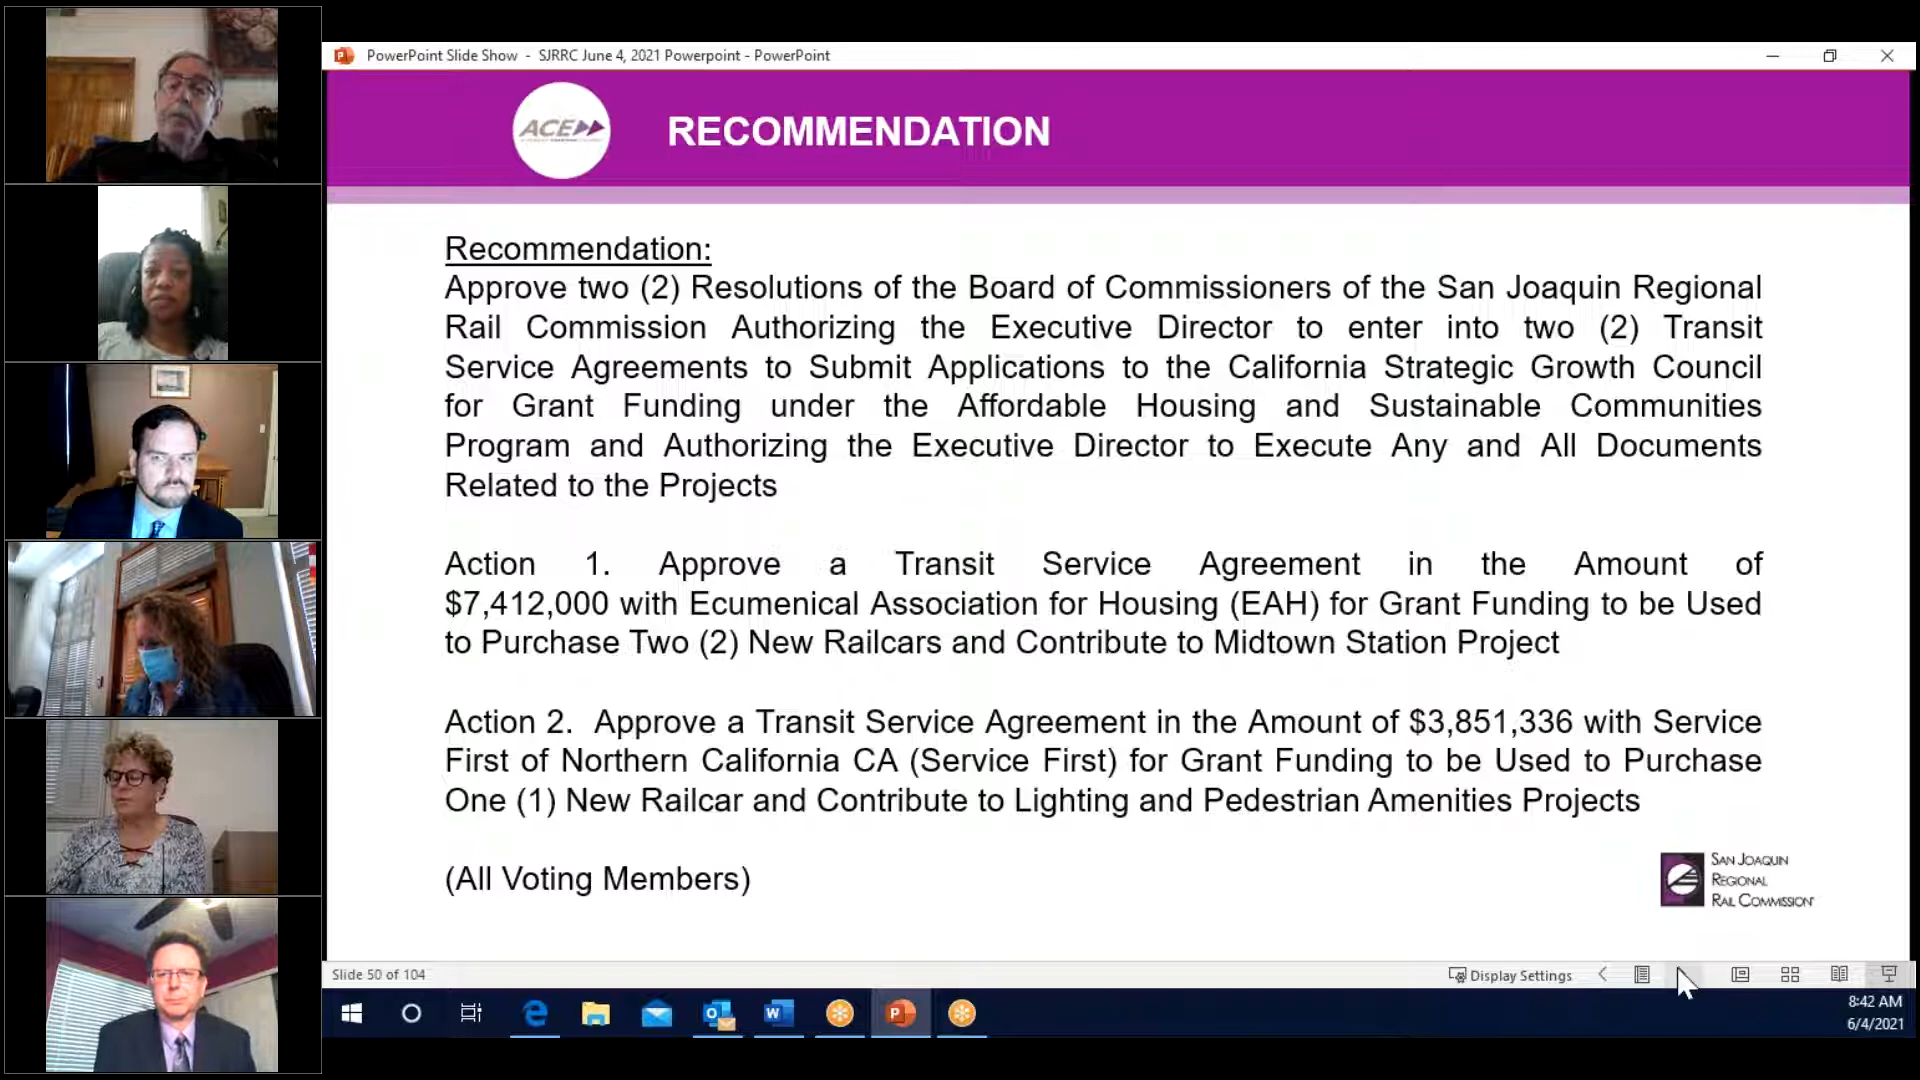 PowerPoint Slide Show - SJRRC June 4, 2021 Powerpoint - PowerPoint
ACE
RECOMMENDATION
Recommendation:
Approve two (2) Resolutions of the Board of Commissioners of the San Joaquin Regional
Rail Commission Authorizing the Executive Director to enter into two (2) Transit
Service Agreements to Submit Applications to the California Strategic Growth Council
for Grant Funding under the Affordable Housing and Sustainable Communities
Program and Authorizing the Executive Director to Execute Any and All Documents
Related to the Projects
Action 1. Approve a Transit Service Agreement in the Amount of
$7,412,000 with Ecumenical Association for Housing (EAH) for Grant Funding to be Used
to Purchase Two (2) New Railcars and Contribute to Midtown Station Project
Action 2. Approve a Transit Service Agreement in the Amount of $3,851,336 with Service
First of Northern California CA (Service First) for Grant Funding to be Used to Purchase
One (1) New Railcar and Contribute to Lighting and Pedestrian Amenities Projects
(All Voting Members)
SAN JOAQUIN
REGIONAL
RAIL COMMISSION
Slide 50 of 104
Display Settings
8:42 AM
6/4/2021